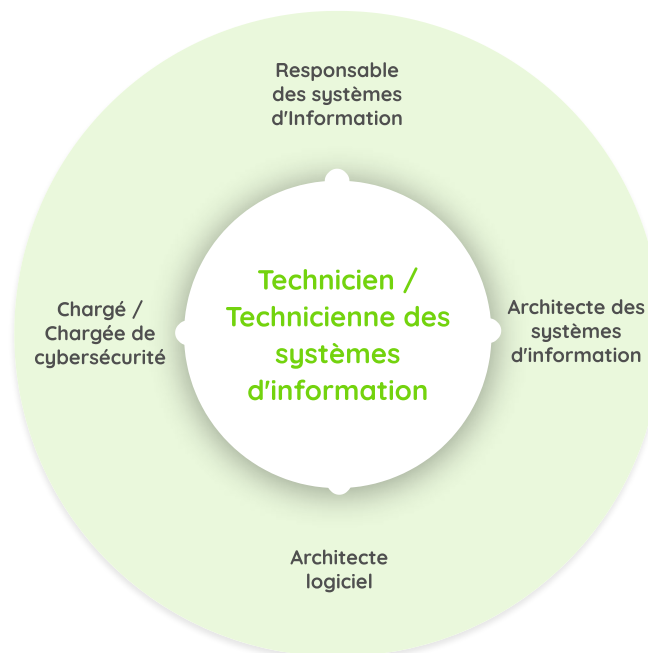 Responsable
des systèmes
d'Information
Technicien /
Technicienne des
systèmes
d'information
Chargé /
Chargée de
cybersécurité
Architecte des
systèmes
d'information
Architecte
logiciel